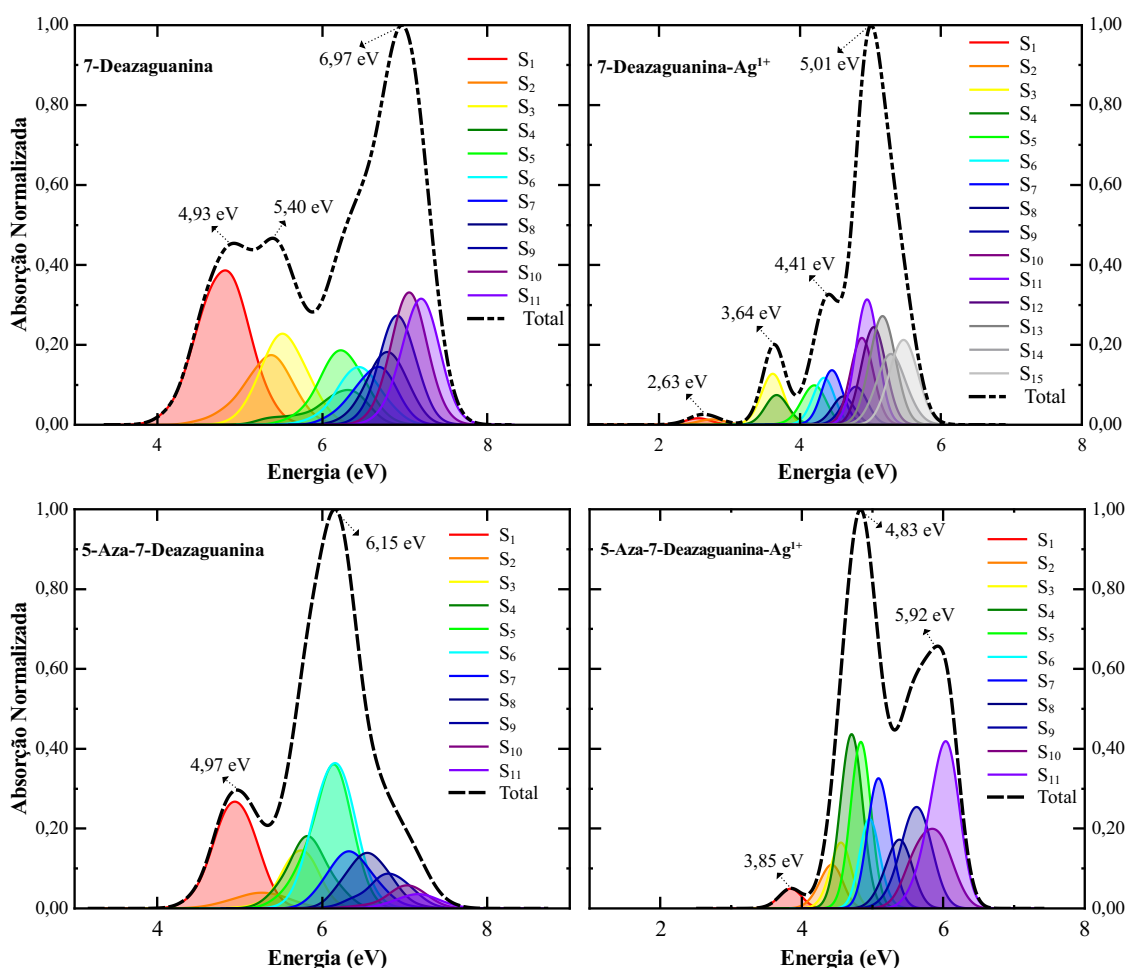 Absorção Normalizada
1,00
0,80
0,60
0,40
0,20
0,00
7-Deazaguanina
6,97 eV
4,93 eV
5,40 eV
S₁
S₂
S₃
S₄
S₅
S₆
S₇
S₈
S₉
S₁₀
S₁₁
Total
4
6
8
Energia (eV)
7-Deazaguanina-Ag¹⁺
5,01 eV
4,41 eV
3,64 eV
2,63 eV
S₁
S₂
S₃
S₄
S₅
S₆
S₇
S₈
S₉
S₁₀
S₁₁
S₁₂
S₁₃
S₁₄
S₁₅
Total
1,00
0,80
0,60
0,40
0,20
0,00
2
4
6
8
Energia (eV)
Absorção Normalizada
1,00
0,80
0,60
0,40
0,20
0,00
5-Aza-7-Deazaguanina
6,15 eV
4,97 eV
S₁
S₂
S₃
S₄
S₅
S₆
S₇
S₈
S₉
S₁₀
S₁₁
Total
4
6
8
Energia (eV)
5-Aza-7-Deazaguanina-Ag¹⁺
4,83 eV
5,92 eV
3,85 eV
S₁
S₂
S₃
S₄
S₅
S₆
S₇
S₈
S₉
S₁₀
S₁₁
Total
1,00
0,80
0,60
0,40
0,20
0,00
2
4
6
8
Energia (eV)